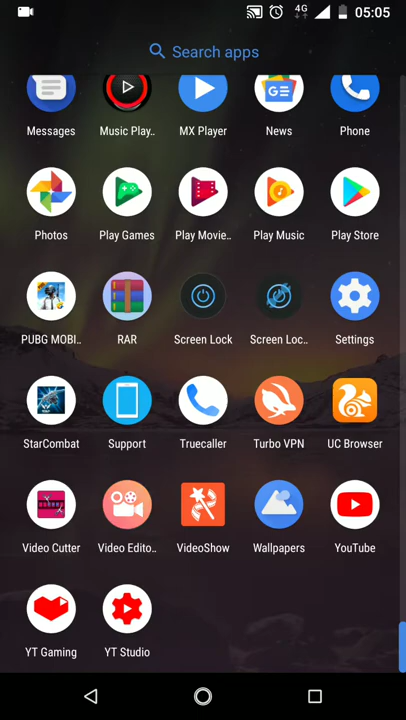 4G 05:05
Search apps
Messages Music Play.. MX Player News Phone
Photos Play Games Play Movie.. Play Music Play Store
PUBG MOBI.. RAR Screen Lock Screen Loc.. Settings
StarCombat Support Truecaller Turbo VPN UC Browser
Video Cutter Video Edito.. VideoShow Wallpapers YouTube
YT Gaming YT Studio